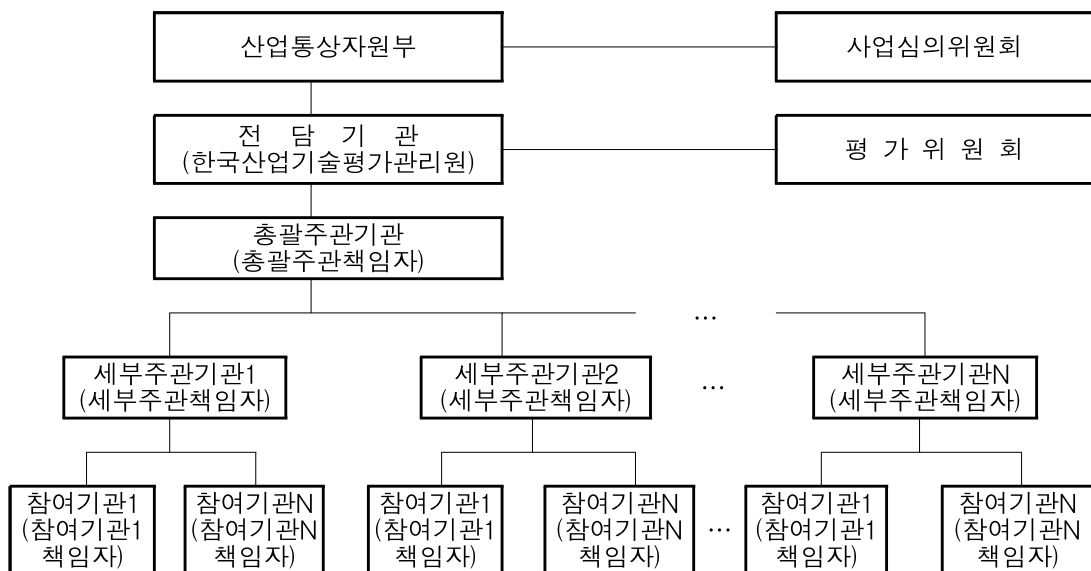 산업통상자원부
사업심의위원회
전 담 기 관
(한국산업기술평가관리원)
평 가 위 원 회
총괄주관기관
(총괄주관책임자)
...
세부주관기관1
(세부주관책임자)
세부주관기관2
(세부주관책임자)
...
세부주관기관N
(세부주관책임자)
참여기관1
(참여기관1
책임자)
참여기관N
(참여기관N
책임자)
참여기관1
(참여기관1
책임자)
참여기관N
(참여기관N
책임자)
...
참여기관1
(참여기관1
책임자)
참여기관N
(참여기관N
책임자)